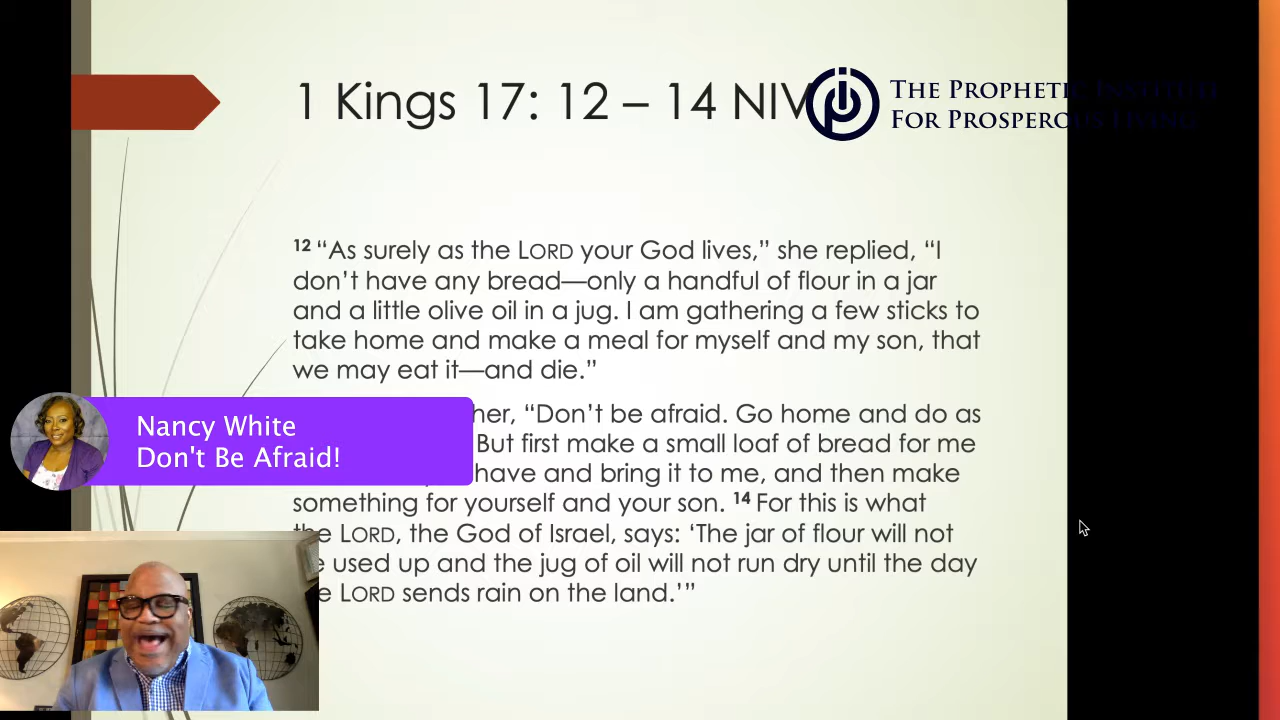 1 Kings 17: 12 – 14 NIV
THE PROPHETIC INSTITUTE
FOR PROSPEROUS LIVING
12 “As surely as the LORD your God lives,” she replied, “I
don’t have any bread—only a handful of flour in a jar
and a little olive oil in a jug. I am gathering a few sticks to
take home and make a meal for myself and my son, that
we may eat it—and die.”
her, “Don’t be afraid. Go home and do as
But first make a small loaf of bread for me
have and bring it to me, and then make
something for yourself and your son. 14 For this is what
the LORD, the God of Israel, says: ‘The jar of flour will not
used up and the jug of oil will not run dry until the day
LORD sends rain on the land.’”
Nancy White
Don't Be Afraid!